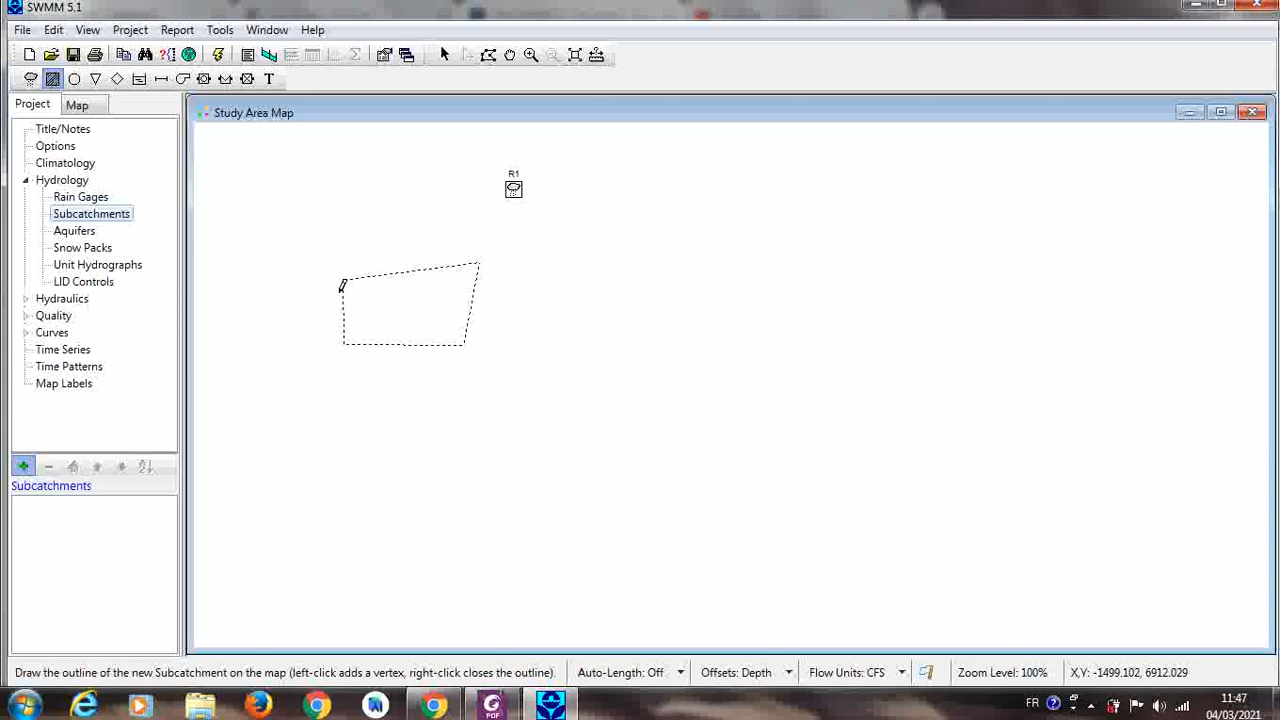 SWMM 5.1
File Edit View Project Report Tools Window Help
T
Project Map
Study Area Map
Title/Notes
Options
Climatology
Hydrology
Rain Gages
Subcatchments
Aquifers
Snow Packs
Unit Hydrographs
LID Controls
Hydraulics
Quality
Curves
Time Series
Time Patterns
Map Labels
R1
Subcatchments
Draw the outline of the new Subcatchment on the map (left-click adds a vertex, right-click closes the outline). Auto-Length: Off Offsets: Depth Flow Units: CFS Zoom Level: 100% X,Y: -1499.102, 6912.029
PDF
FR
11:47
04/03/2021